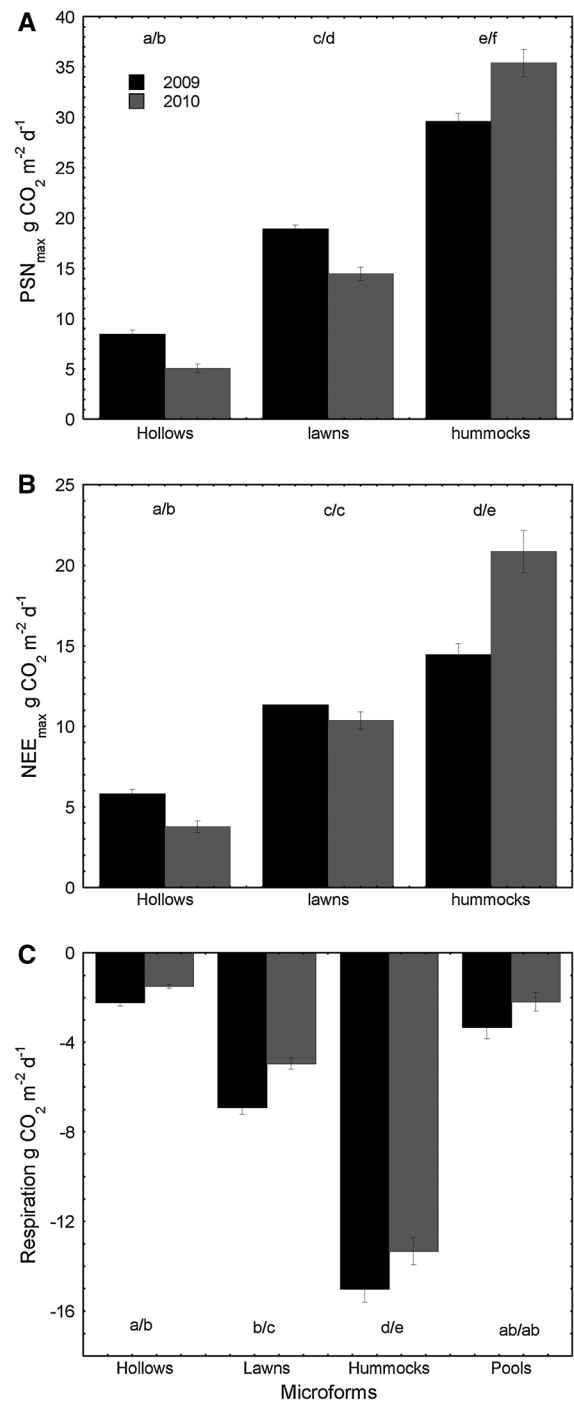 A
PSNmax g CO2 m-2 d-1
40
35
30
25
20
15
10
5
0
a/b c/d e/f
2009
2010
Hollows lawns hummocks
B
NEEmax g CO2 m-2 d-1
25
20
15
10
5
0
a/b c/c d/e
Hollows lawns hummocks
C
Respiration g CO2 m-2 d-1
0
-4
-8
-12
-16
a/b b/c d/e ab/ab
Hollows Lawns Hummocks Pools
Microforms